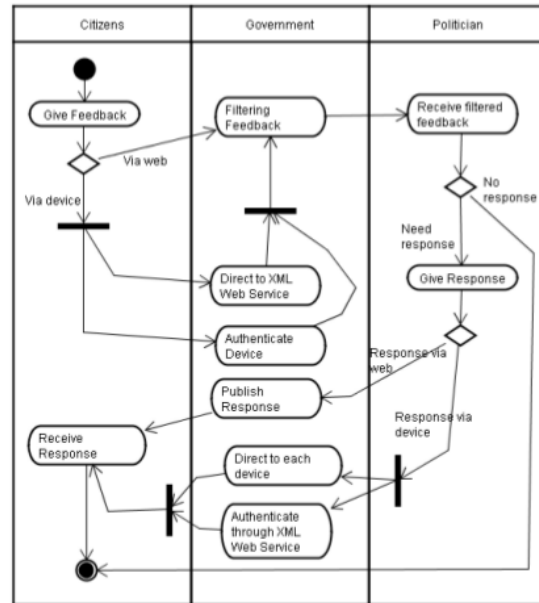 Citizens
Government
Politician
Give Feedback
Filtering
Feedback
Receive filtered
feedback
Via web
No
response
Via device
Need
response
Direct to XML
Web Service
Give Response
Authenticate
Device
Response via
web
Publish
Response
Receive
Response
Response via
device
Direct to each
device
Authenticate
through XML
Web Service